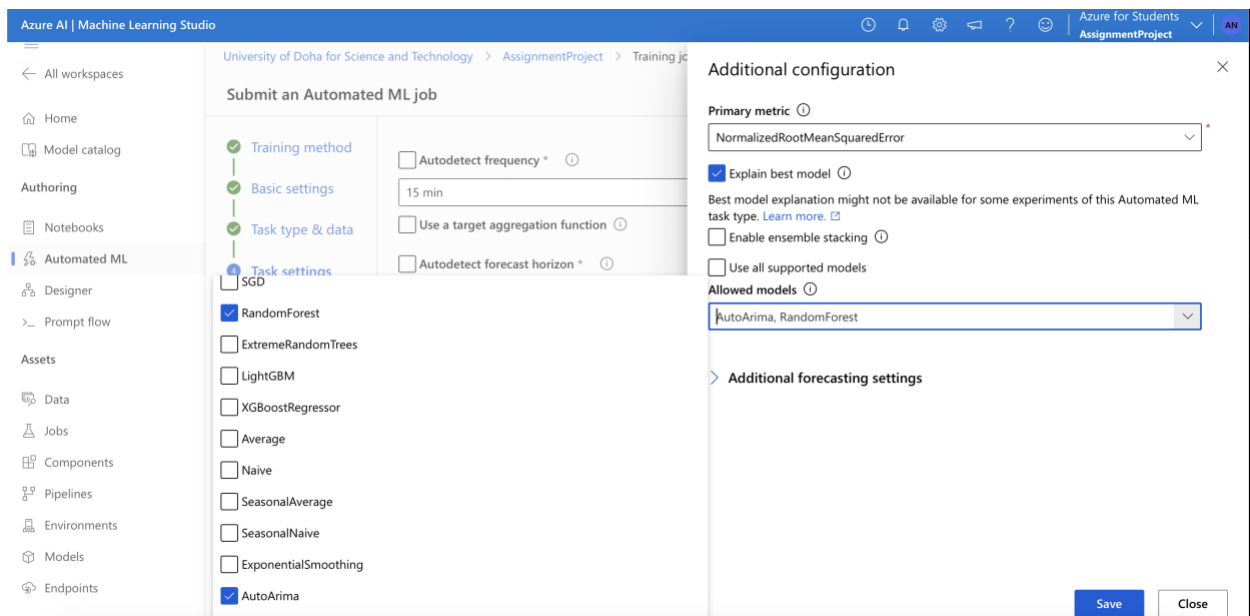 Azure AI | Machine Learning Studio
Azure for Students
AssignmentProject
AN
All workspaces
Home
Model catalog
Authoring
Notebooks
Automated ML
Designer
Prompt flow
Assets
Data
Jobs
Components
Pipelines
Environments
Models
Endpoints
University of Doha for Science and Technology > AssignmentProject > Training jo
Submit an Automated ML job
Training method
Basic settings
Task type & data
4 Task settings
Autodetect frequency *
15 min
Use a target aggregation function
Autodetect forecast horizon *
SGD
RandomForest
ExtremeRandomTrees
LightGBM
XGBoostRegressor
Average
Naive
SeasonalAverage
SeasonalNaive
ExponentialSmoothing
AutoArima
Additional configuration
Primary metric
NormalizedRootMeanSquaredError
*
Explain best model
Best model explanation might not be available for some experiments of this Automated ML
task type. Learn more.
Enable ensemble stacking
Use all supported models
Allowed models
AutoArima, RandomForest
Additional forecasting settings
Save
Close